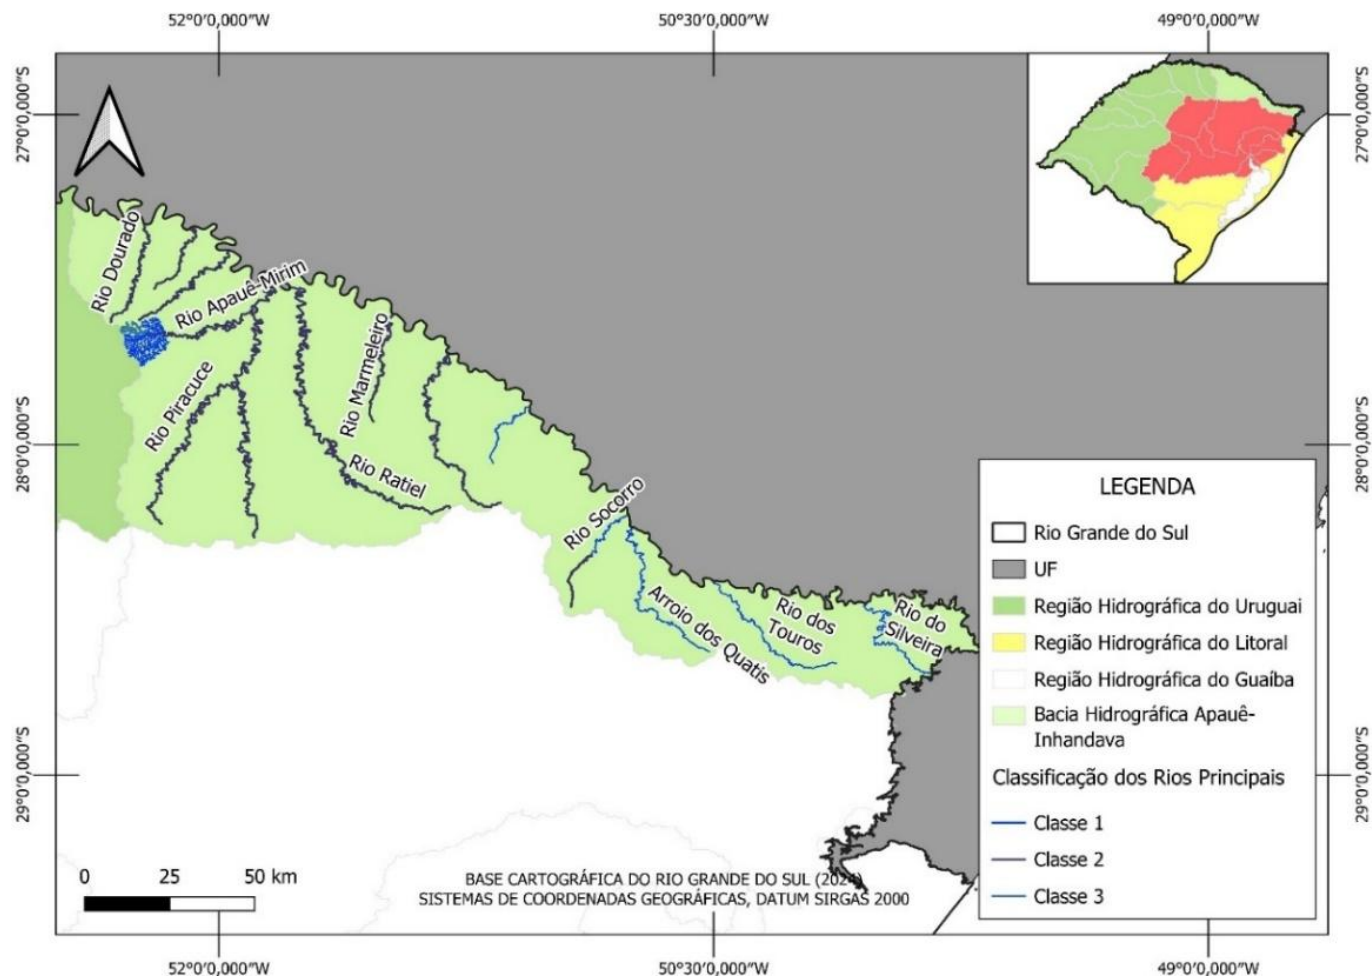 52°0'0,000"W
50°30'0,000"W
49°0'0,000"W
27°0'0,000"S
27°0'0,000"S
Rio Dourado
Rio Apauê-Mirim
Rio Piracuce
Rio Marmeleiro
Rio Ratiel
28°0'0,000"S
28°0'0,000"S
Rio Socorro
Arroio dos Quatis
Rio dos
Touros
Rio do
Silveira
LEGENDA
Rio Grande do Sul
UF
Região Hidrográfica do Uruguai
Região Hidrográfica do Litoral
Região Hidrográfica do Guaíba
Bacia Hidrográfica Apauê-
Inhandava
Classificação dos Rios Principais
Classe 1
Classe 2
Classe 3
29°0'0,000"S
29°0'0,000"S
0 25 50 km
BASE CARTOGRÁFICA DO RIO GRANDE DO SUL (2024)
SISTEMAS DE COORDENADAS GEOGRÁFICAS, DATUM SIRGAS 2000
52°0'0,000"W
50°30'0,000"W
49°0'0,000"W